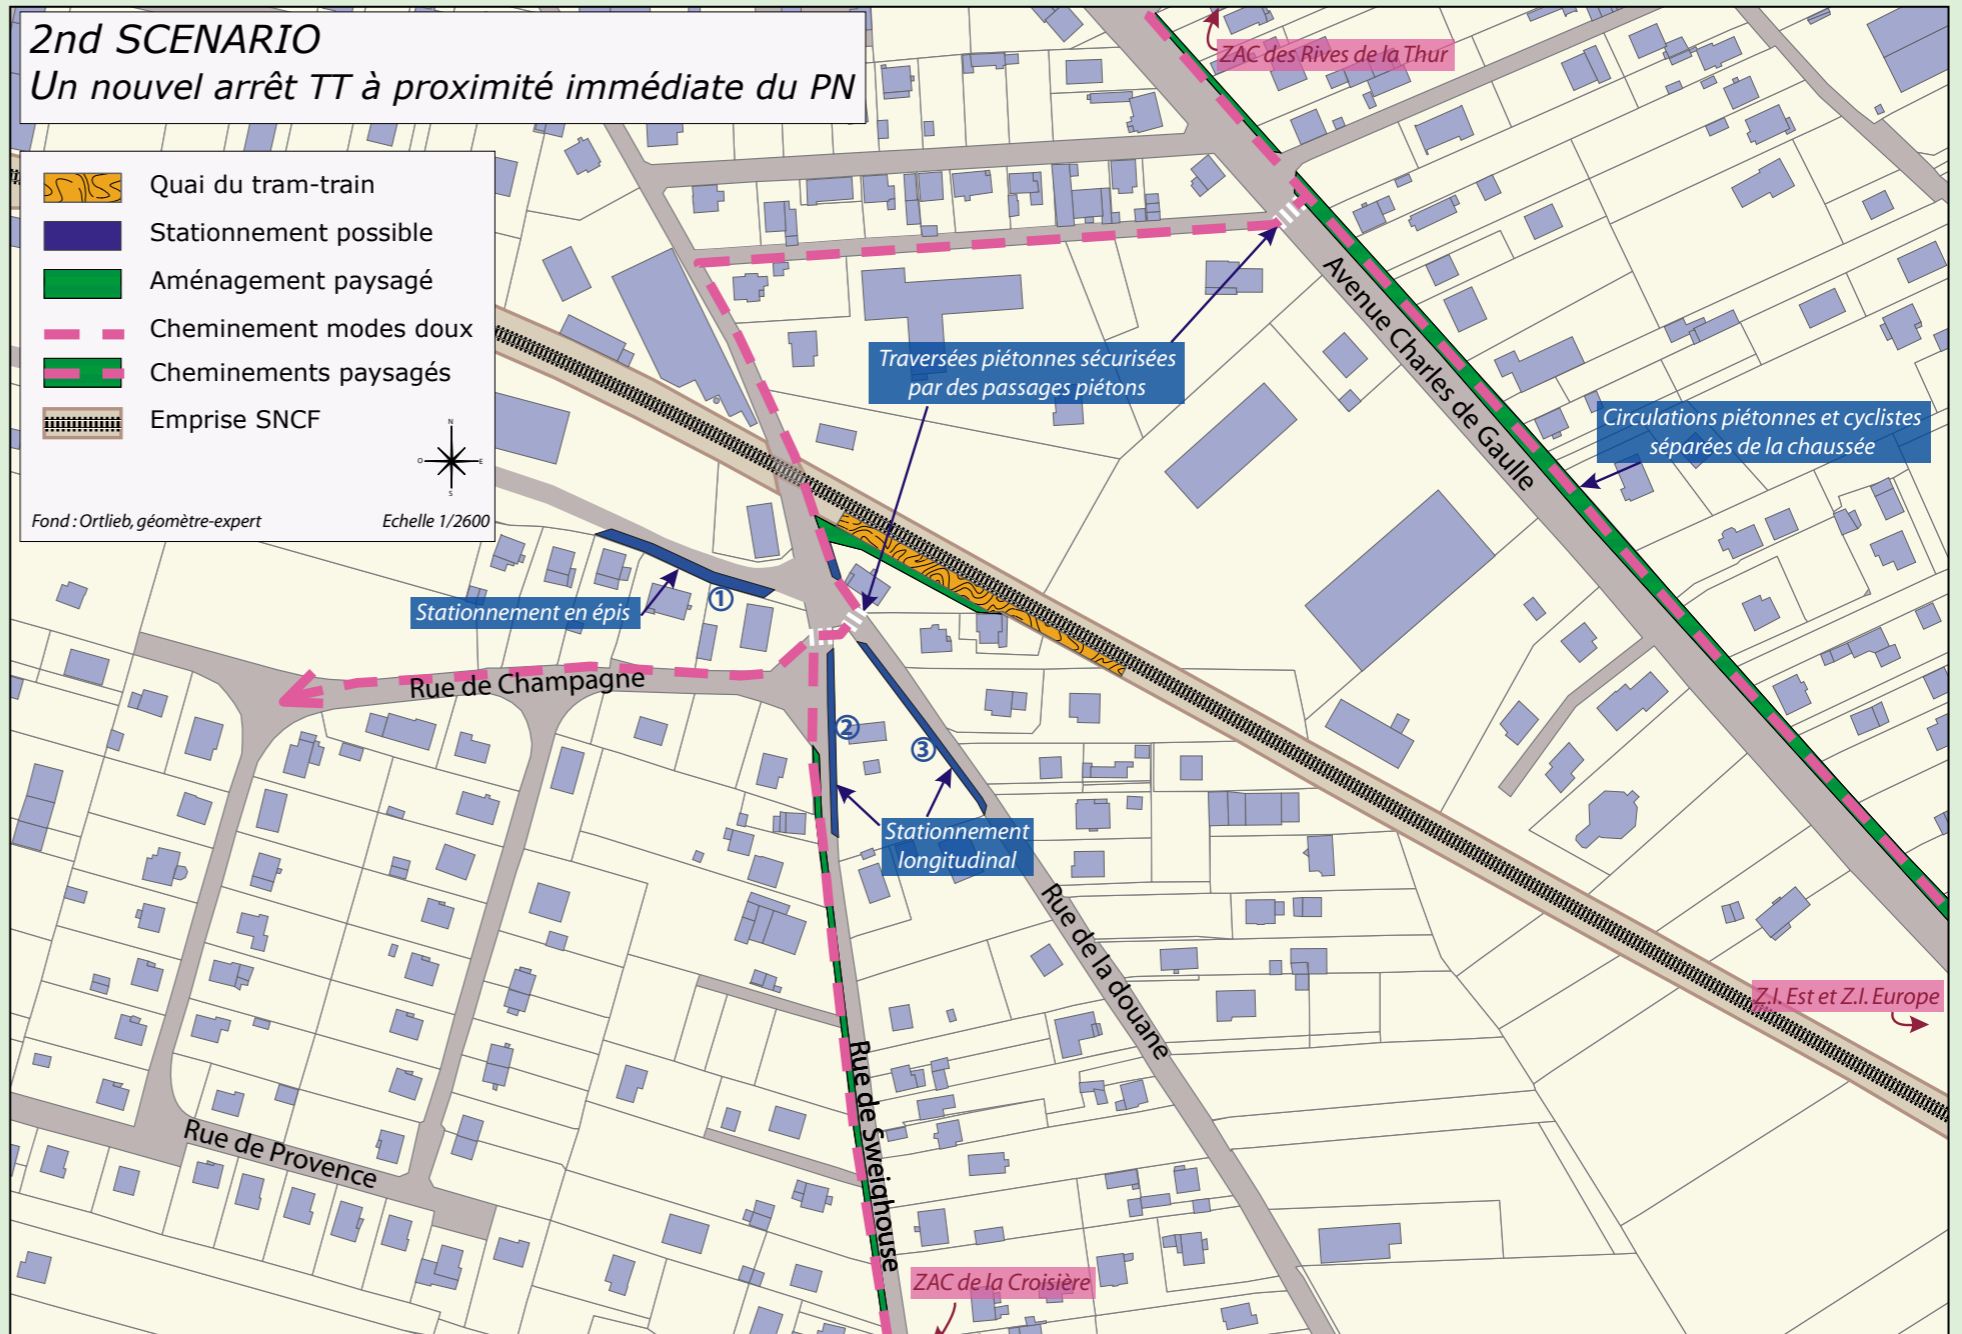 2nd SCENARIO
Un nouvel arrêt TT à proximité immédiate du PN
Quai du tram-train
Stationnement possible
Aménagement paysagé
Cheminement modes doux
Cheminements paysagés
Emprise SNCF
N
O
E
S
Fond : Ortlieb, géomètre-expert
Echelle 1/2600
ZAC des Rives de la Thur
Avenue Charles de Gaulle
Traversées piétonnes sécurisées
par des passages piétons
Circulations piétonnes et cyclistes
séparées de la chaussée
Stationnement en épis
1
Rue de Champagne
2
3
Stationnement
longitudinal
Rue de la douane
Z.I. Est et Z.I. Europe
Rue de Sweighouse
Rue de Provence
ZAC de la Croisière